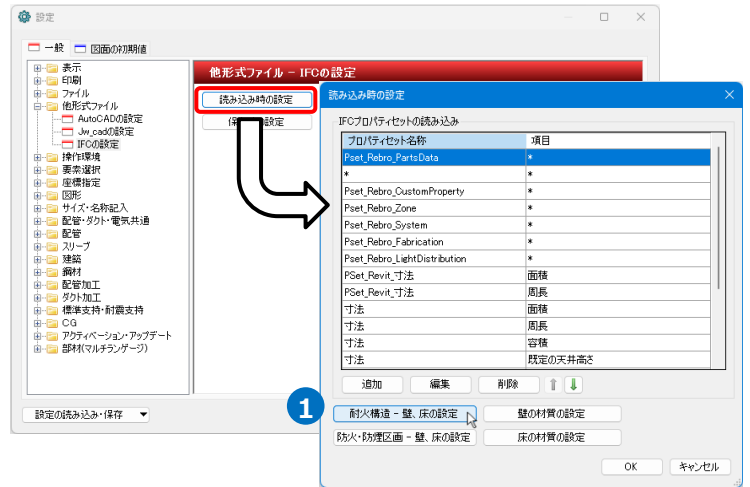 設定
一般
図面の初期値
表示
印刷
ファイル
他形式ファイル
AutoCADの設定
Jw_cadの設定
IFCの設定
操作環境
要素選択
座標指定
図形
サイズ・名称記入
配管・ダクト・電気共通
配管
スリーブ
建築
鋼材
配管加工
ダクト加工
標準支持・耐震支持
CG
アクティベーション・アップデート
部材(マルチランゲージ)
設定の読み込み・保存
他形式ファイル - IFCの設定
読み込み時の設定
設定
読み込み時の設定
IFCプロパティセットの読み込み
プロパティセット名称 項目
Pset_Rebro_PartsData *
* *
Pset_Rebro_CustomProperty *
Pset_Rebro_Zone *
Pset_Rebro_System *
Pset_Rebro_Fabrication *
Pset_Rebro_LightDistribution *
PSet_Revit_寸法 面積
PSet_Revit_寸法 周長
寸法 面積
寸法 周長
寸法 容積
寸法 既定の天井高さ
追加 編集 削除
1
耐火構造 - 壁、床の設定 壁の材質の設定
防火・防煙区画 - 壁、床の設定 床の材質の設定
OK キャンセル